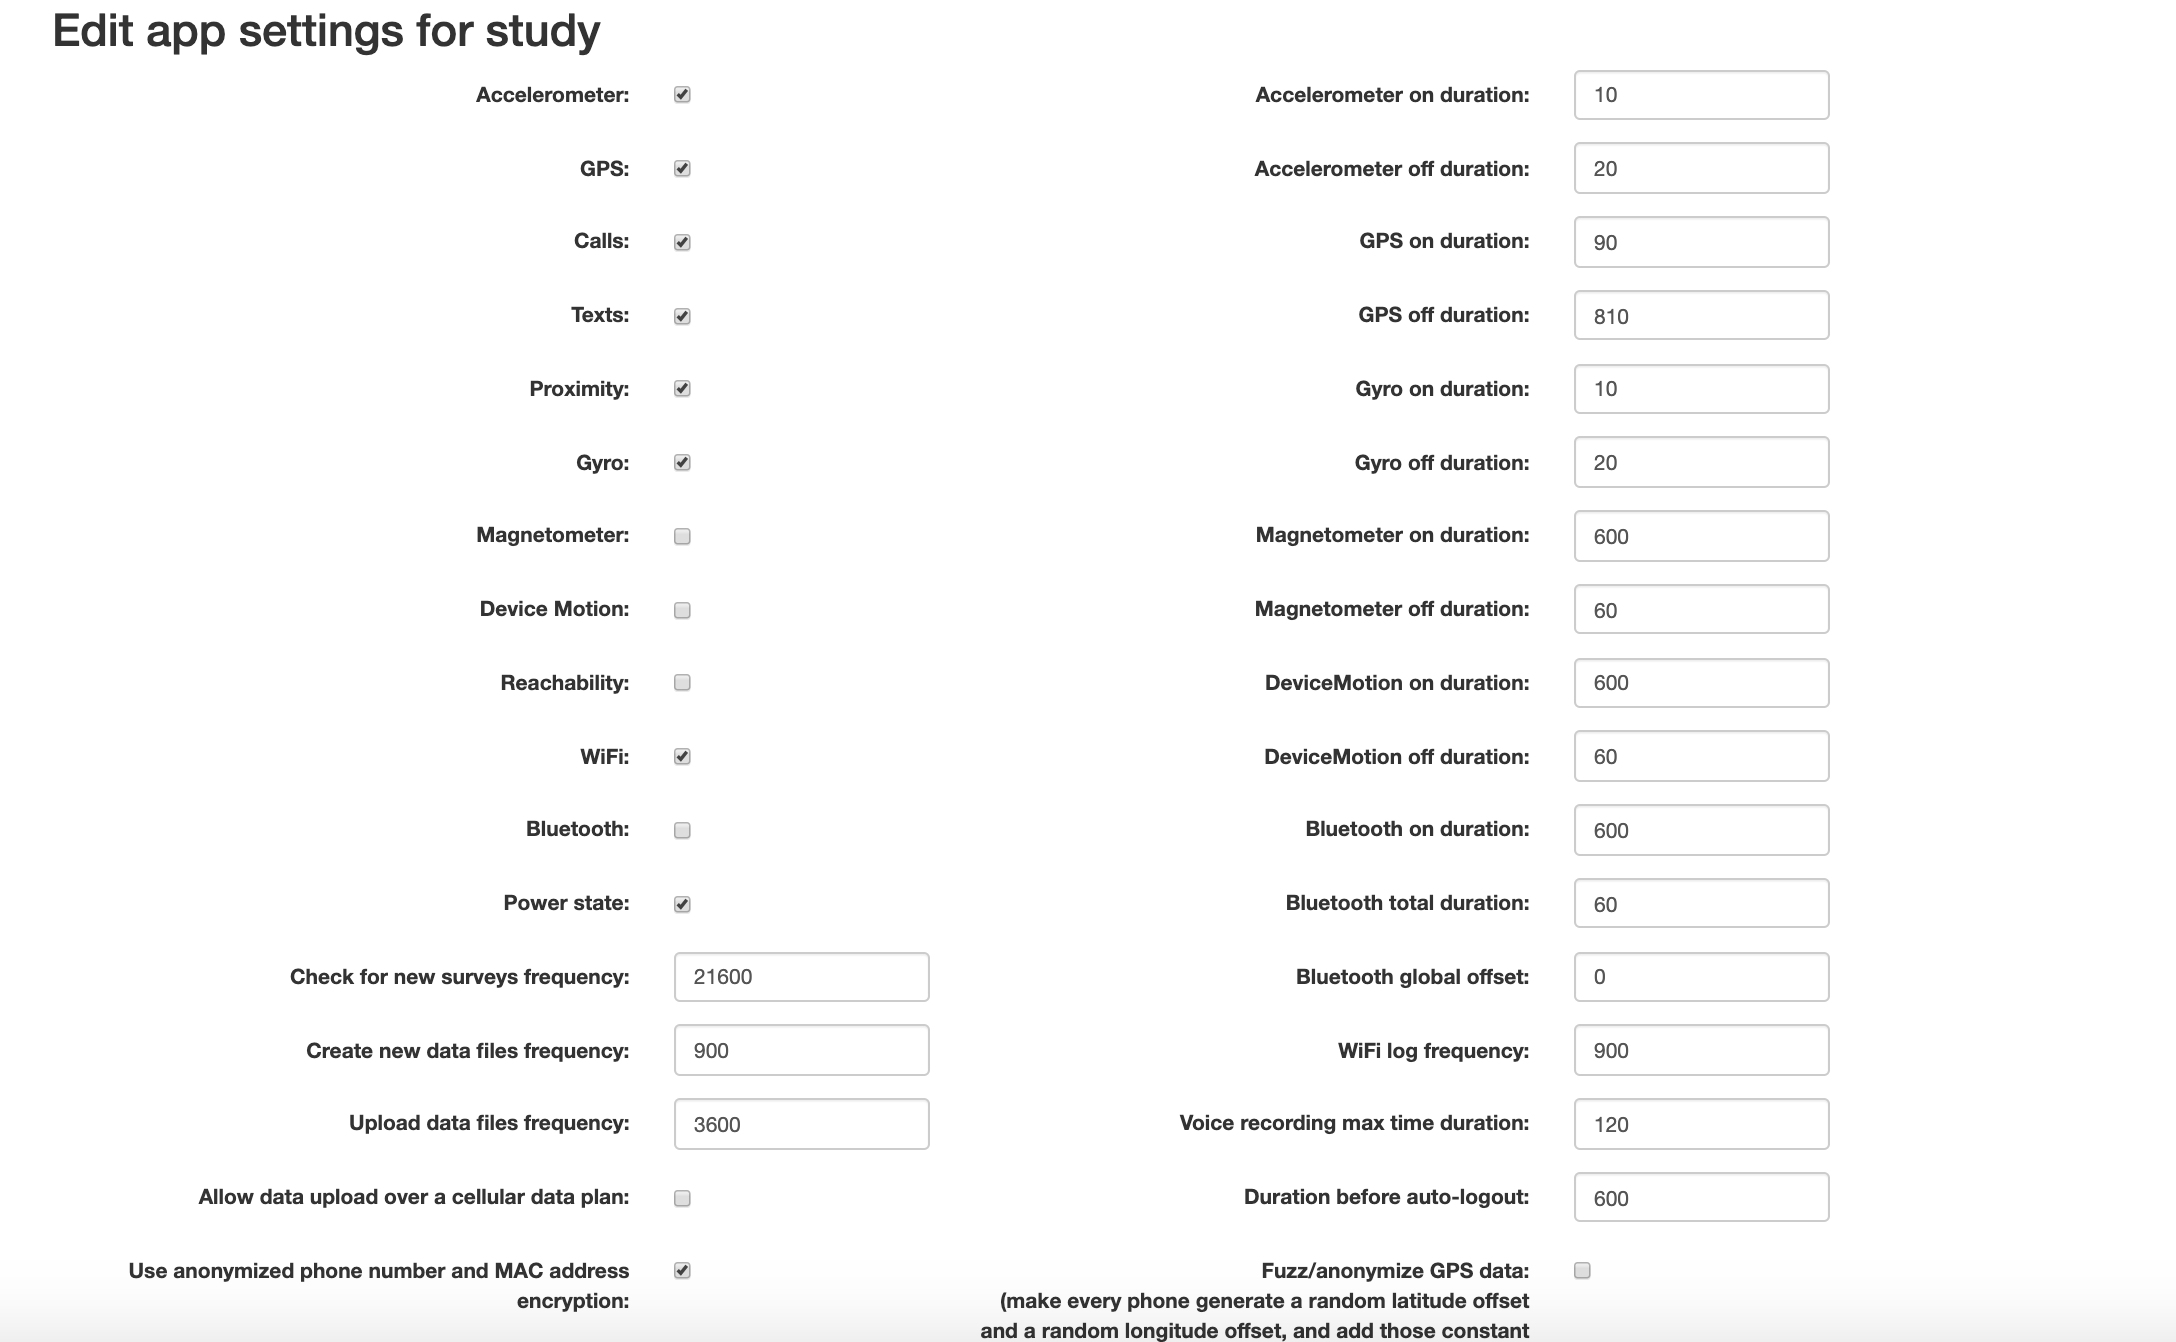 Edit app settings for study
Accelerometer:
Accelerometer on duration: 10
GPS:
Accelerometer off duration: 20
Calls:
GPS on duration: 90
Texts:
GPS off duration: 810
Proximity:
Gyro on duration: 10
Gyro:
Gyro off duration: 20
Magnetometer:
Magnetometer on duration: 600
Device Motion:
Magnetometer off duration: 60
Reachability:
DeviceMotion on duration: 600
WiFi:
DeviceMotion off duration: 60
Bluetooth:
Bluetooth on duration: 600
Power state:
Bluetooth total duration: 60
Check for new surveys frequency: 21600
Bluetooth global offset: 0
Create new data files frequency: 900
WiFi log frequency: 900
Upload data files frequency: 3600
Voice recording max time duration: 120
Allow data upload over a cellular data plan:
Duration before auto-logout: 600
Use anonymized phone number and MAC address
encryption:
Fuzz/anonymize GPS data:
(make every phone generate a random latitude offset
and a random longitude offset, and add those constant